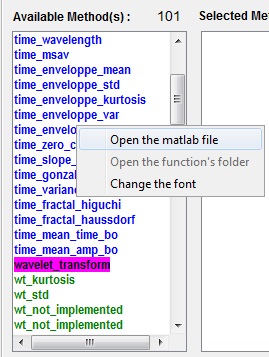 Available Method(s): 101 Selected Me
time_wavelength
time_msav
time_enveloppe_mean
time_enveloppe_std
time_enveloppe_kurtosis
time_enveloppe_var
time_envelo
time_zero_c
time_slope_
time_gonzal
time_varianc
time_fractal_higuchi
time_fractal_haussdorf
time_mean_time_bo
time_mean_amp_bo
wavelet_transform
wt_kurtosis
wt_std
wt_not_implemented
wt_not_implemented
Open the matlab file
Open the function's folder
Change the font